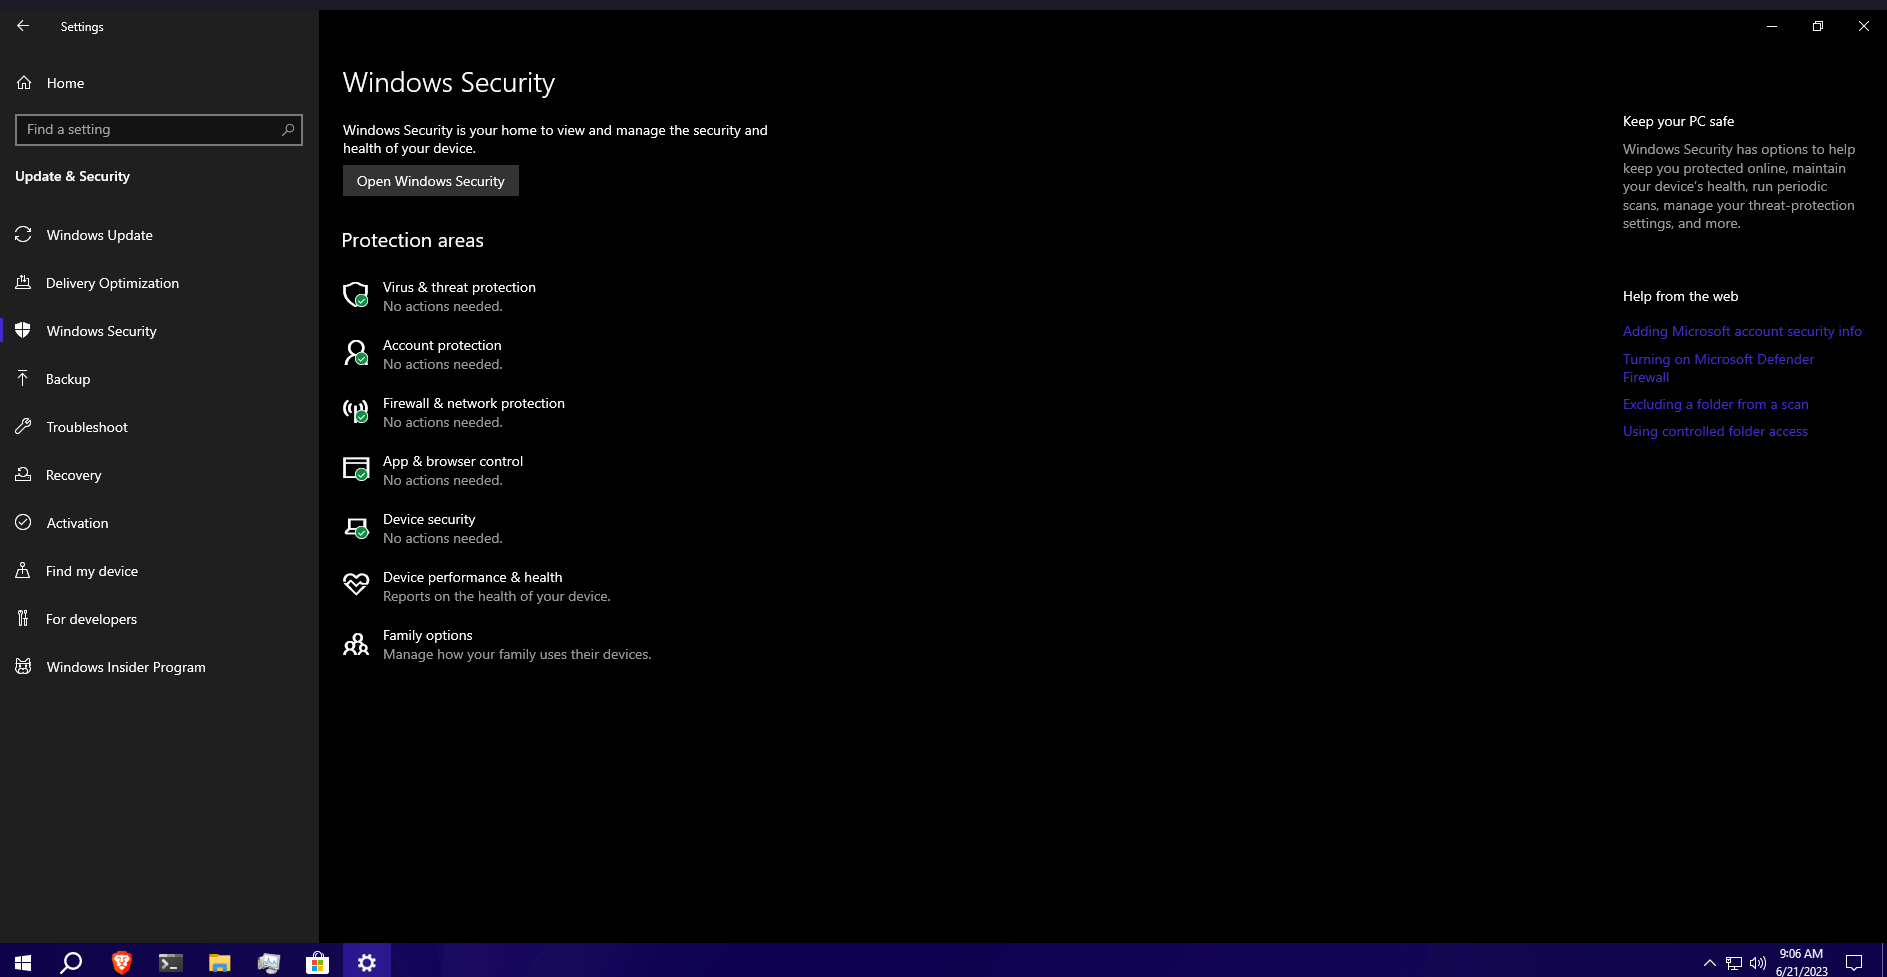 Settings
Home
Find a setting
Update & Security
Windows Update
Delivery Optimization
Windows Security
Backup
Troubleshoot
Recovery
Activation
Find my device
For developers
Windows Insider Program
Windows Security
Windows Security is your home to view and manage the security and
health of your device.
Open Windows Security
Protection areas
Virus & threat protection
No actions needed.
Account protection
No actions needed.
Firewall & network protection
No actions needed.
App & browser control
No actions needed.
Device security
No actions needed.
Device performance & health
Reports on the health of your device.
Family options
Manage how your family uses their devices.
Keep your PC safe
Windows Security has options to help
keep you protected online, maintain
your device's health, run periodic
scans, manage your threat-protection
settings, and more.
Help from the web
Adding Microsoft account security info
Turning on Microsoft Defender
Firewall
Excluding a folder from a scan
Using controlled folder access
9:06 AM
6/21/2023